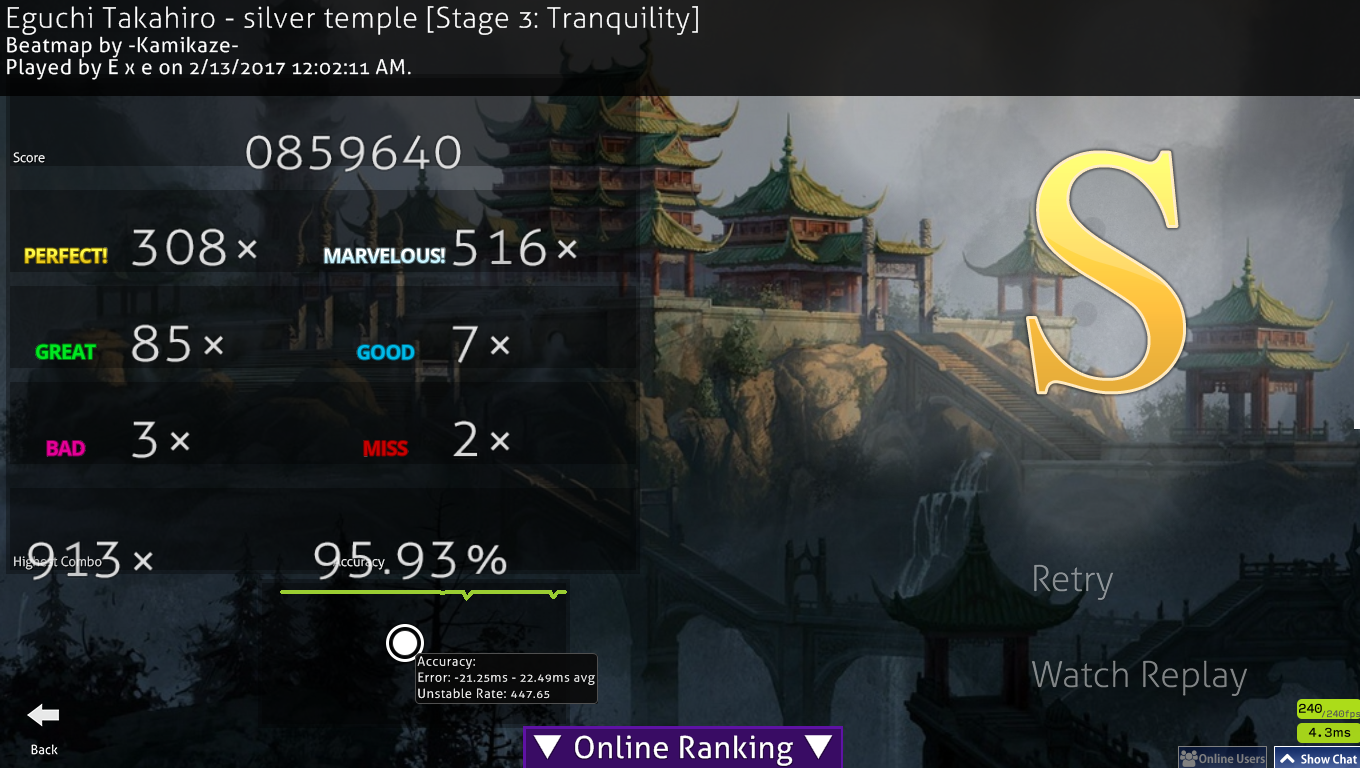 Eguchi Takahiro - silver temple [Stage 3: Tranquility]
Beatmap by -Kamikaze-
Played by E x e on 2/13/2017 12:02:11 AM.
Score 0859640
S
PERFECT! 308× MARVELOUS! 516×
GREAT 85× GOOD 7×
BAD 3× MISS 2×
Highest Combo 913× Accuracy 95.93%
Retry
Accuracy:
Error: -21.25ms - 22.49ms avg
Unstable Rate: 447.65
Watch Replay
240/240fps
4.3ms
Back
▼ Online Ranking ▼
Online Users
Show Chat